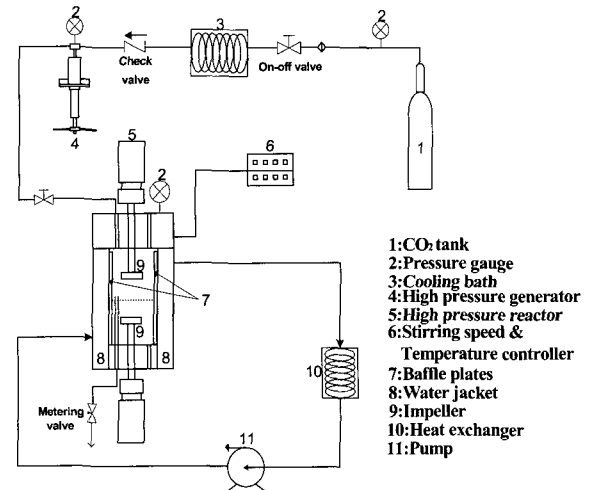 2
3
2
Check
valve
On-off valve
4
5
6
1
2
9
7
9
8
8
10
Metering
valve
11
1:CO₂ tank
2:Pressure gauge
3:Cooling bath
4:High pressure generator
5:High pressure reactor
6:Stirring speed &
Temperature controller
7:Baffle plates
8:Water jacket
9:Impeller
10:Heat exchanger
11:Pump